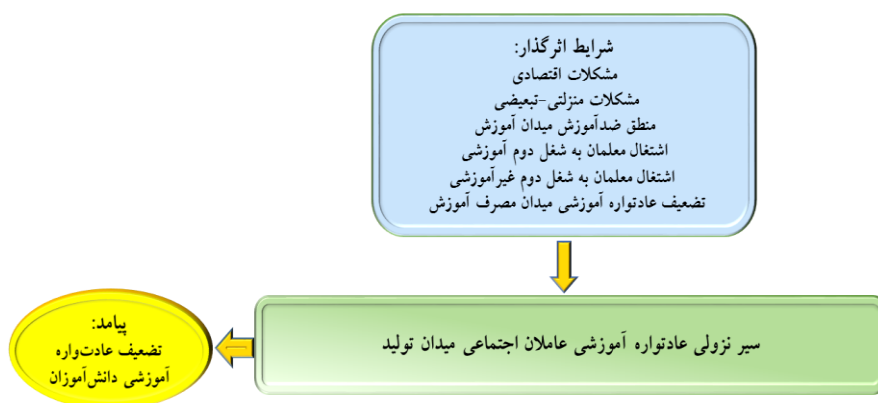 شرایط اثرگذار:
مشکلات اقتصادی
مشکلات منزلتی-تبعیضی
منطق ضدآموزش میدان آموزش
اشتغال معلمان به شغل دوم آموزشی
اشتغال معلمان به شغل دوم غیرآموزشی
تضعیف عادتواره آموزشی میدان مصرف آموزش
سیر نزولی عادتواره آموزشی عاملان اجتماعی میدان تولید
پیامد:
تضعیف عادت‌واره
آموزشی دانش‌آموزان